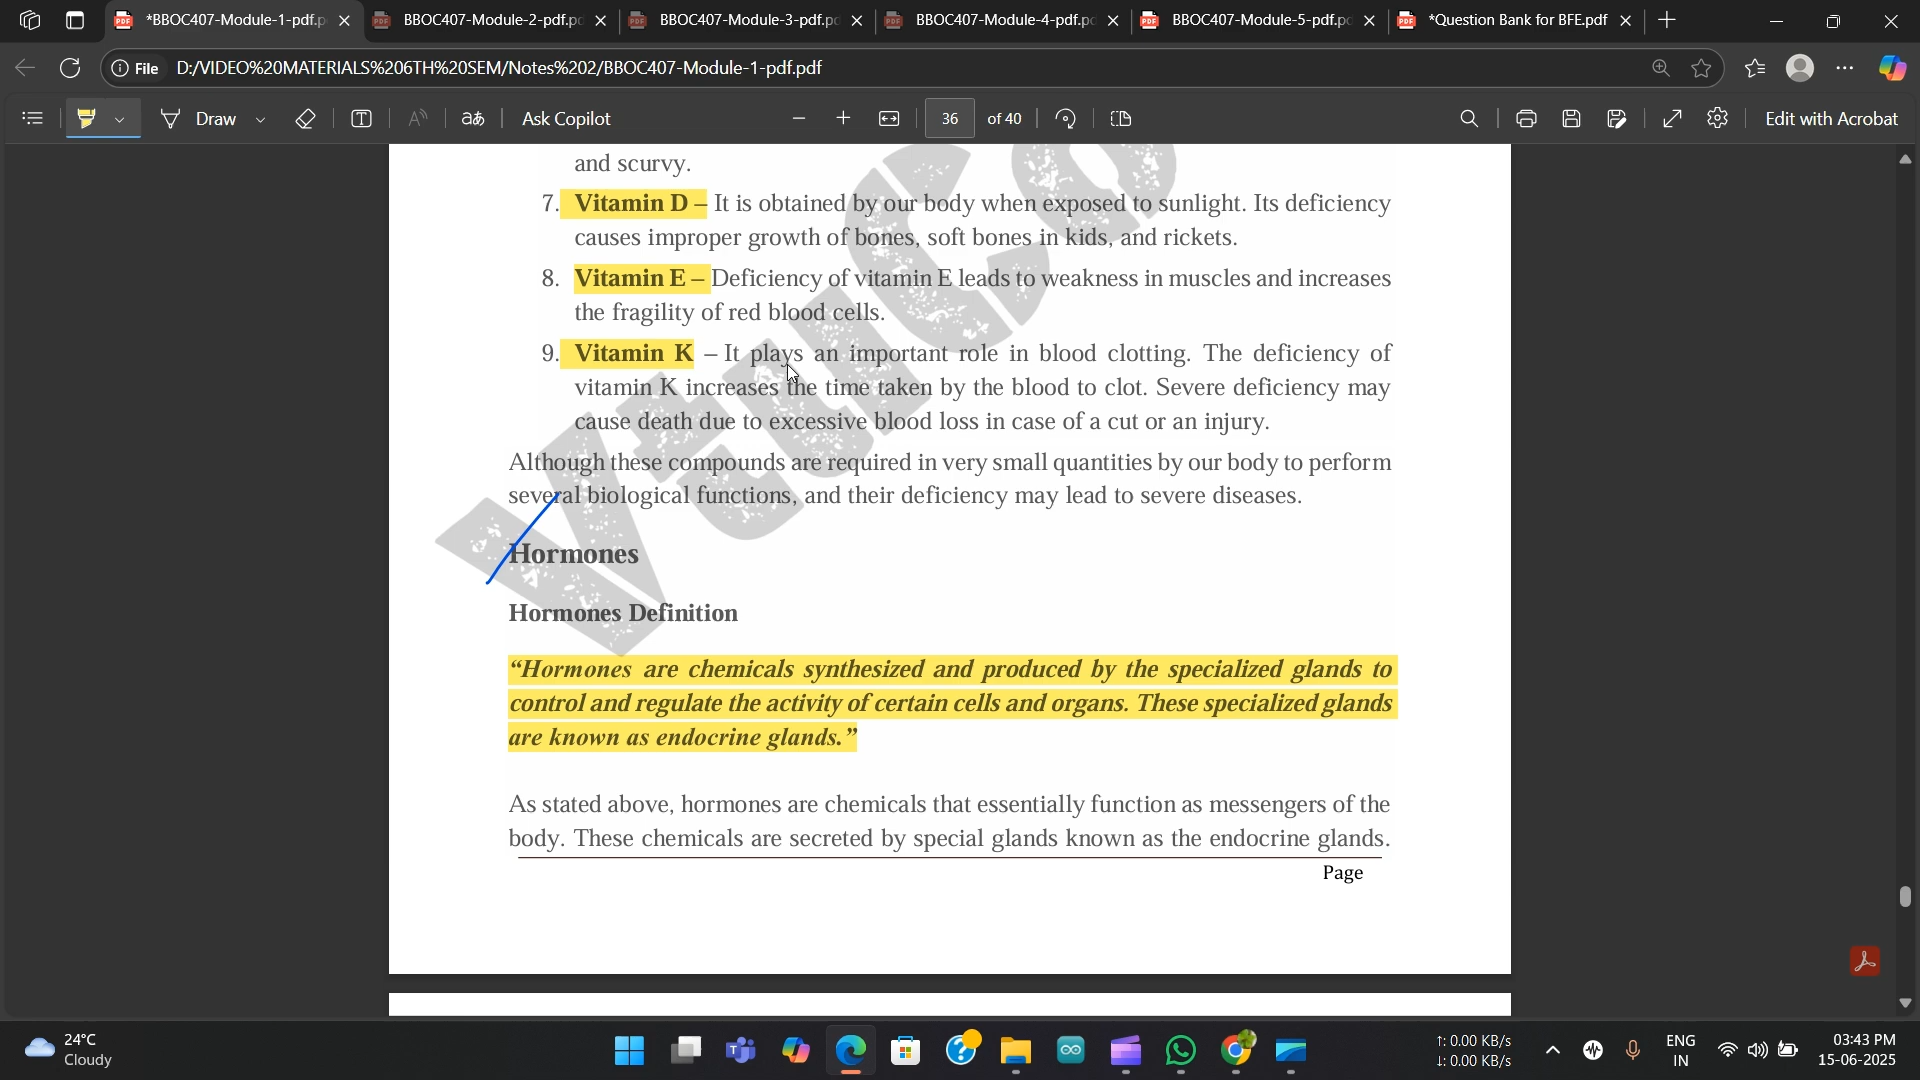 *BBOC407-Module-1-pdf.p
BBOC407-Module-2-pdf.pd
BBOC407-Module-3-pdf.pd
BBOC407-Module-4-pdf.pd
BBOC407-Module-5-pdf.pd
*Question Bank for BFE.pdf
File
D:/VIDEO%20MATERIALS%206TH%20SEM/Notes%202/BBOC407-Module-1-pdf.pdf
Draw
Ask Copilot
36 of 40
Edit with Acrobat
and scurvy.
7. Vitamin D – It is obtained by our body when exposed to sunlight. Its deficiency
causes improper growth of bones, soft bones in kids, and rickets.
8. Vitamin E – Deficiency of vitamin E leads to weakness in muscles and increases
the fragility of red blood cells.
9. Vitamin K – It plays an important role in blood clotting. The deficiency of
vitamin K increases the time taken by the blood to clot. Severe deficiency may
cause death due to excessive blood loss in case of a cut or an injury.
Although these compounds are required in very small quantities by our body to perform
several biological functions, and their deficiency may lead to severe diseases.
Hormones
Hormones Definition
“Hormones are chemicals synthesized and produced by the specialized glands to
control and regulate the activity of certain cells and organs. These specialized glands
are known as endocrine glands.”
As stated above, hormones are chemicals that essentially function as messengers of the
body. These chemicals are secreted by special glands known as the endocrine glands.
Page
24°C
Cloudy
↑: 0.00 KB/s
↓: 0.00 KB/s
ENG
IN
03:43 PM
15-06-2025